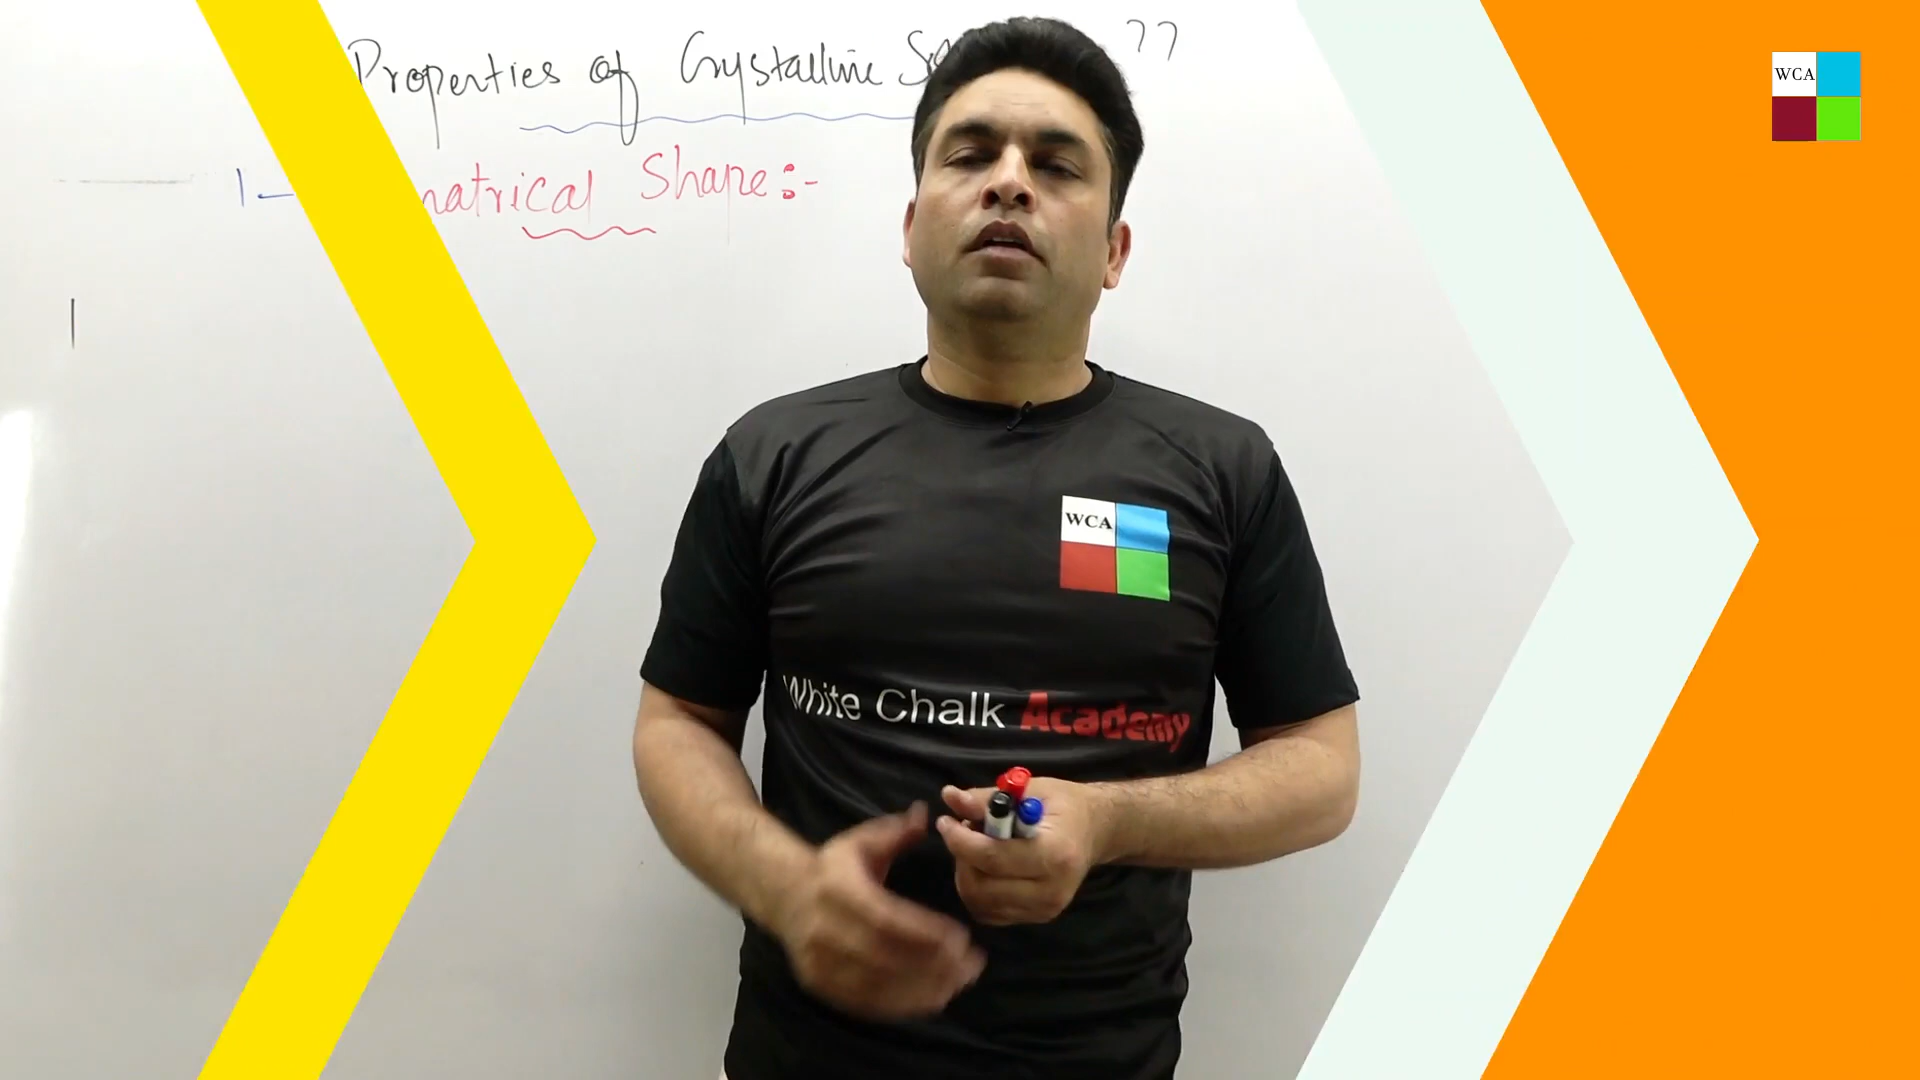 Properties of Crystalline ??
WCA
1- matrical Shape:-
WCA
White Chalk Academy